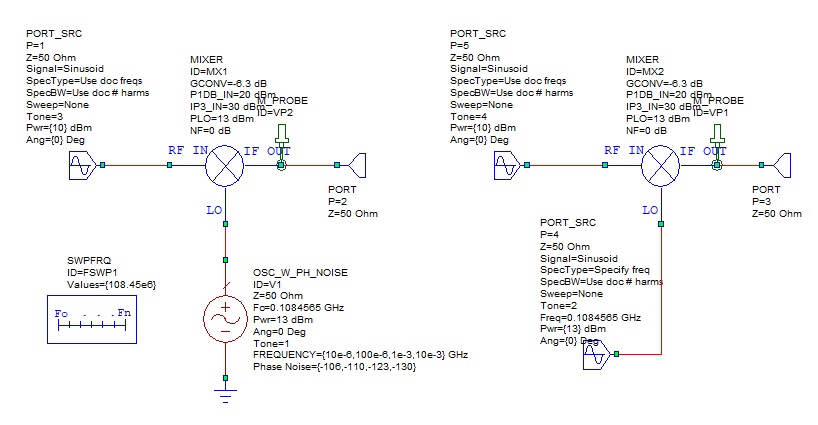 PORT_SRC
P=1
Z=50 Ohm
Signal=Sinusoid
SpecType=Use doc freqs
SpecBW=Use doc # harms
Sweep=None
Tone=3
Pwr={10} dBm
Ang={0} Deg
MIXER
ID=MX1
GCONV=-6.3 dB
P1DB_IN=20 dBm
IP3_IN=30 dBm
PLO=13 dBm
NF=0 dB
M_PROBE
ID=VP2
RF IN
IF OUT
LO
PORT
P=2
Z=50 Ohm
SWPFRQ
ID=FSWP1
Values={108.45e6}
Fo . . . Fn
OSC_W_PH_NOISE
ID=V1
Z=50 Ohm
Fo=0.1084565 GHz
Pwr=13 dBm
Ang=0 Deg
Tone=1
FREQUENCY={10e-6,100e-6,1e-3,10e-3} GHz
Phase Noise={-106,-110,-123,-130}
PORT_SRC
P=5
Z=50 Ohm
Signal=Sinusoid
SpecType=Use doc freqs
SpecBW=Use doc # harms
Sweep=None
Tone=4
Pwr={10} dBm
Ang={0} Deg
MIXER
ID=MX2
GCONV=-6.3 dB
P1DB_IN=20 dBm
IP3_IN=30 dBm
PLO=13 dBm
NF=0 dB
M_PROBE
ID=VP1
RF IN
IF OUT
LO
PORT
P=3
Z=50 Ohm
PORT_SRC
P=4
Z=50 Ohm
Signal=Sinusoid
SpecType=Specify freq
SpecBW=Use doc # harms
Sweep=None
Tone=2
Freq=0.1084565 GHz
Pwr={13} dBm
Ang={0} Deg